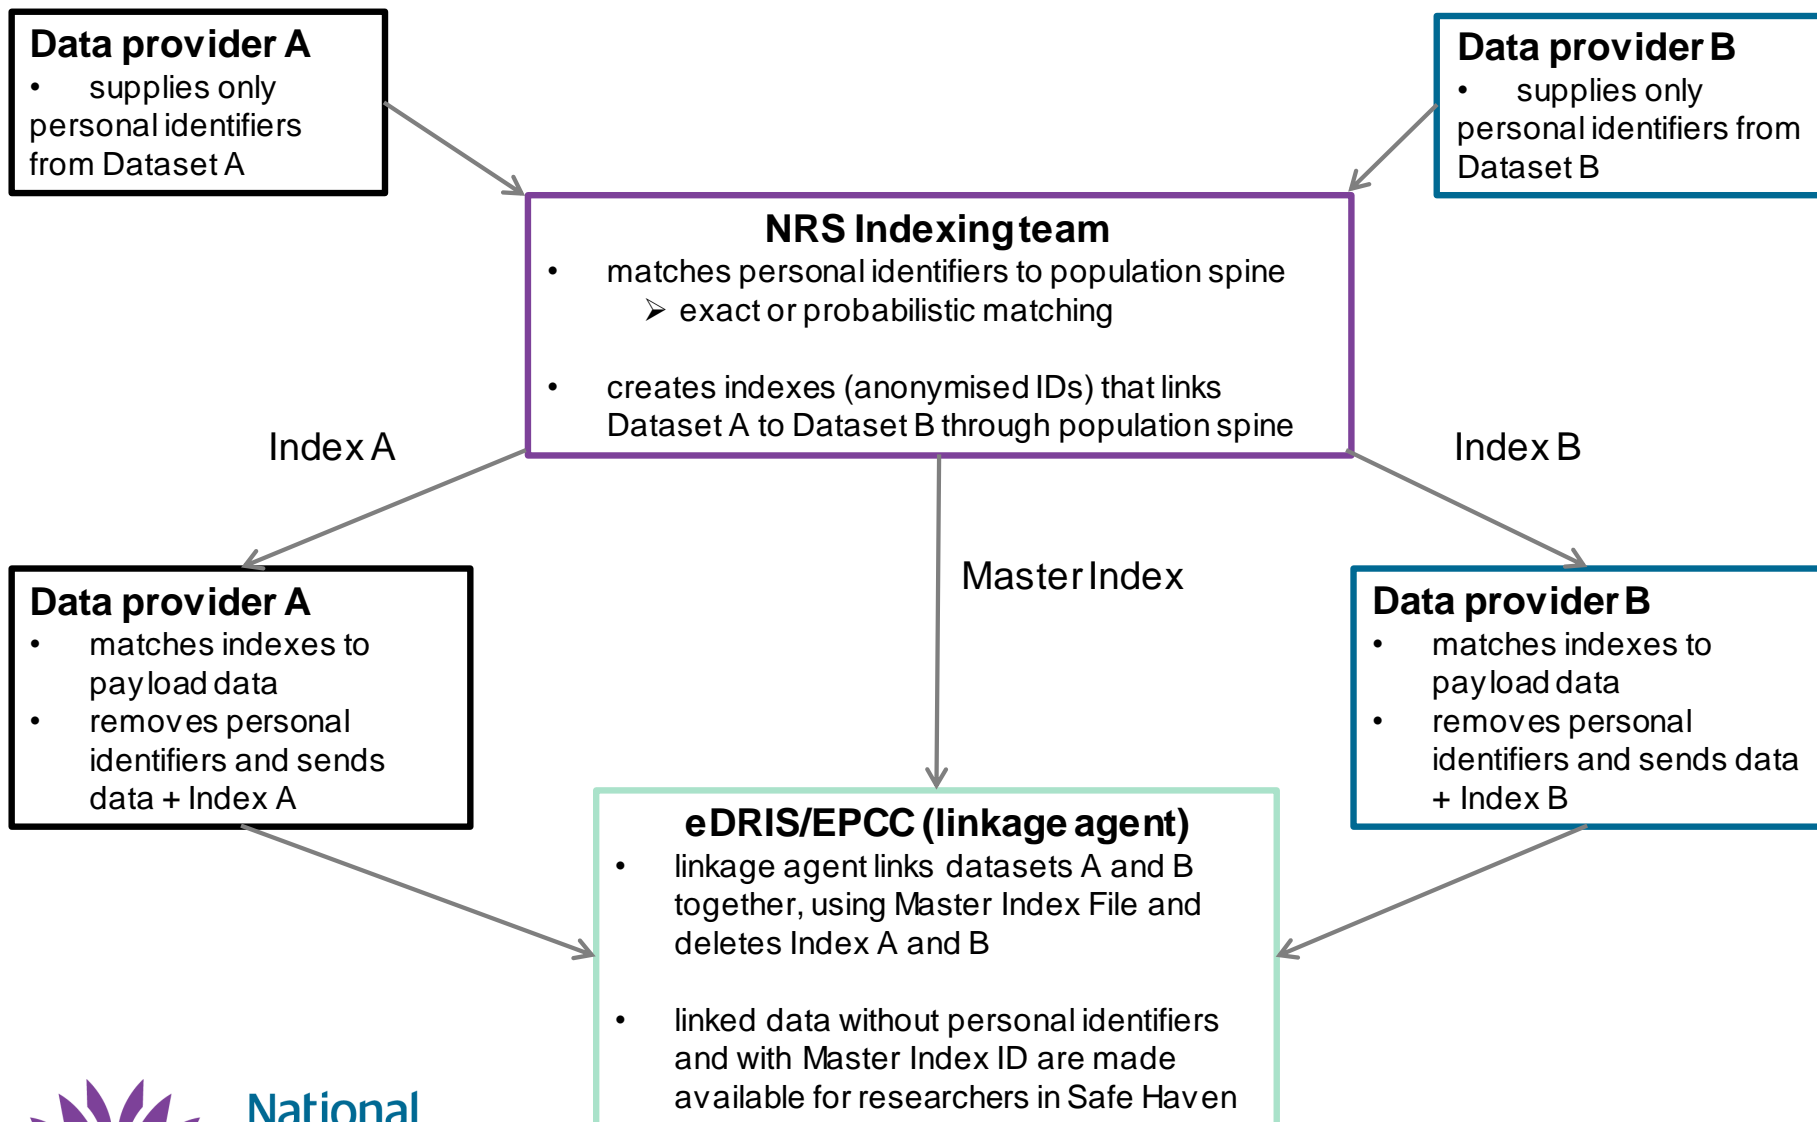 Data provider A
• supplies only
personal identifiers
from Dataset A
Data provider B
• supplies only
personal identifiers from
Dataset B
NRS Indexing team
• matches personal identifiers to population spine
➢ exact or probabilistic matching
• creates indexes (anonymised IDs) that links
Dataset A to Dataset B through population spine
Index A
Index B
Master Index
Data provider A
• matches indexes to
payload data
• removes personal
identifiers and sends
data + Index A
Data provider B
• matches indexes to
payload data
• removes personal
identifiers and sends data
+ Index B
eDRIS/EPCC (linkage agent)
• linkage agent links datasets A and B
together, using Master Index File and
deletes Index A and B
• linked data without personal identifiers
and with Master Index ID are made
available for researchers in Safe Haven
National